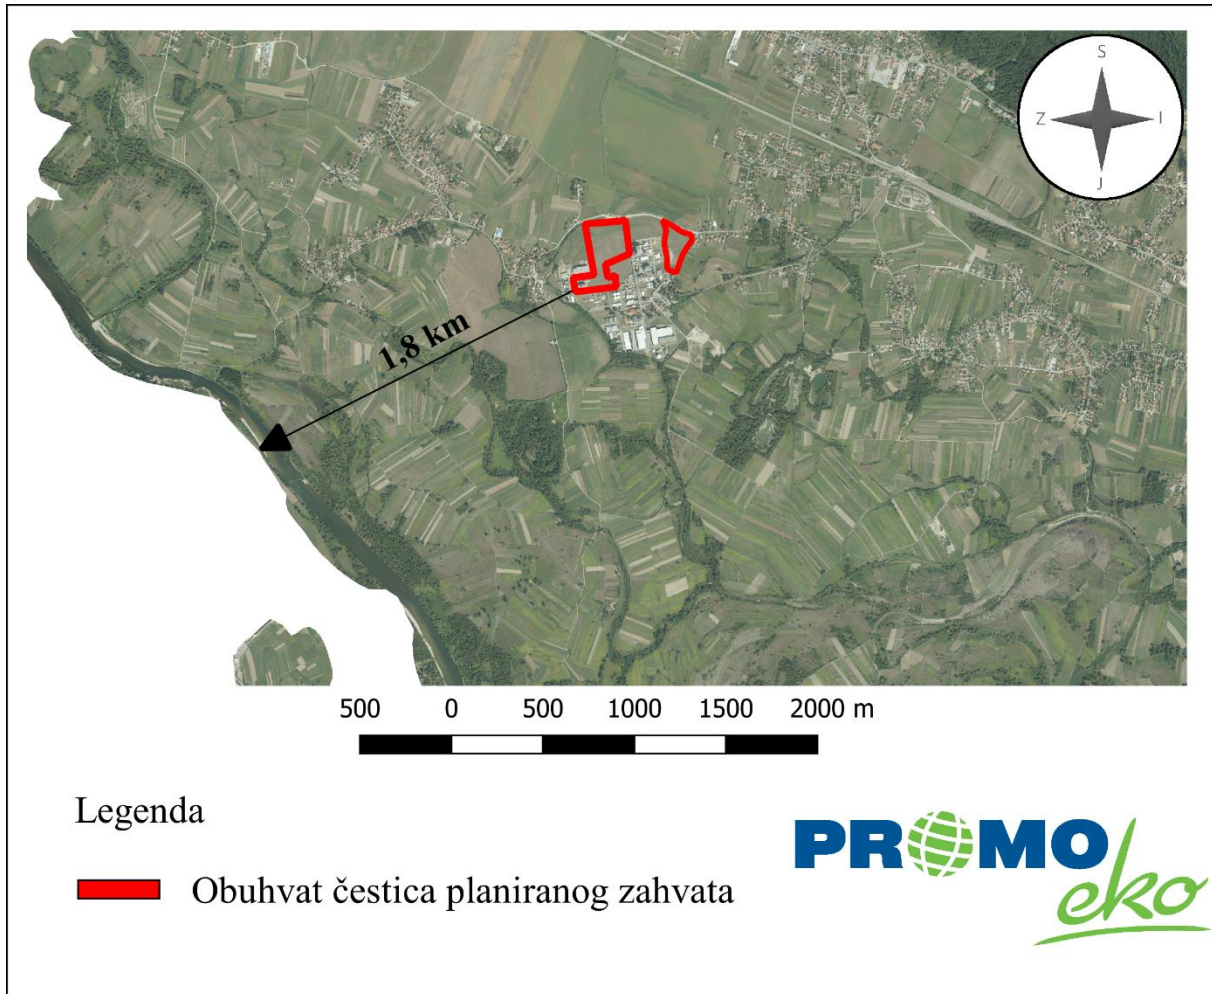 S
Z I
J
1,8 km
500 0 500 1000 1500 2000 m
Legenda
Obuhvat čestica planiranog zahvata
PROMO
eko